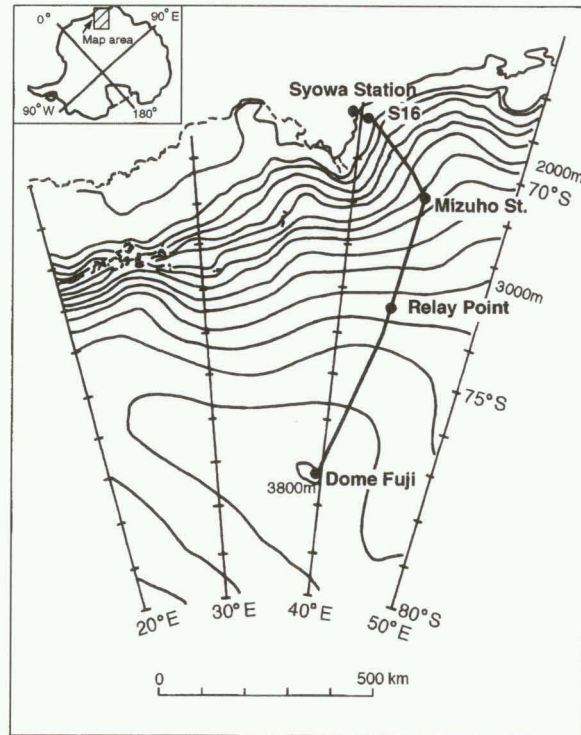 0°
90°E
Map area
90°W
180°
Syowa Station
S16
2000m
70°S
Mizuho St.
3000m
Relay Point
75°S
3800m
Dome Fuji
20°E
30°E
40°E
50°E
80°S
0
500 km